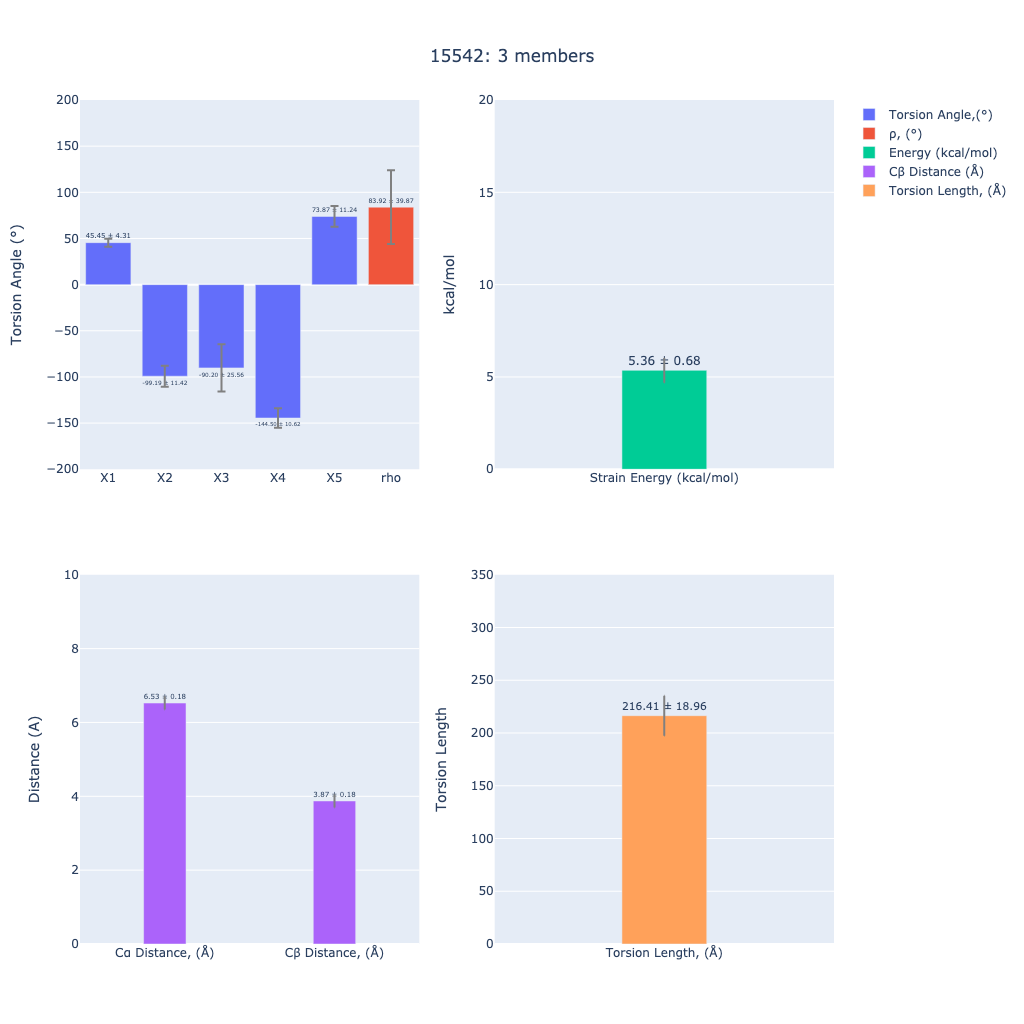 15542: 3 members
Torsion Angle (°)
200
150
100
50
0
−50
−100
−150
−200
45.45 ± 4.31
-99.19 ± 11.42
-90.20 ± 25.56
-144.50 ± 10.62
73.87 ± 11.24
83.92 ± 39.87
X1 X2 X3 X4 X5 rho
kcal/mol
20
15
10
5
0
5.36 ± 0.68
Strain Energy (kcal/mol)
Torsion Angle,(°)
ρ, (°)
Energy (kcal/mol)
Cβ Distance (Å)
Torsion Length, (Å)
Distance (A)
10
8
6
4
2
0
6.53 ± 0.18
3.87 ± 0.18
Cα Distance, (Å) Cβ Distance, (Å)
Torsion Length
350
300
250
200
150
100
50
0
216.41 ± 18.96
Torsion Length, (Å)